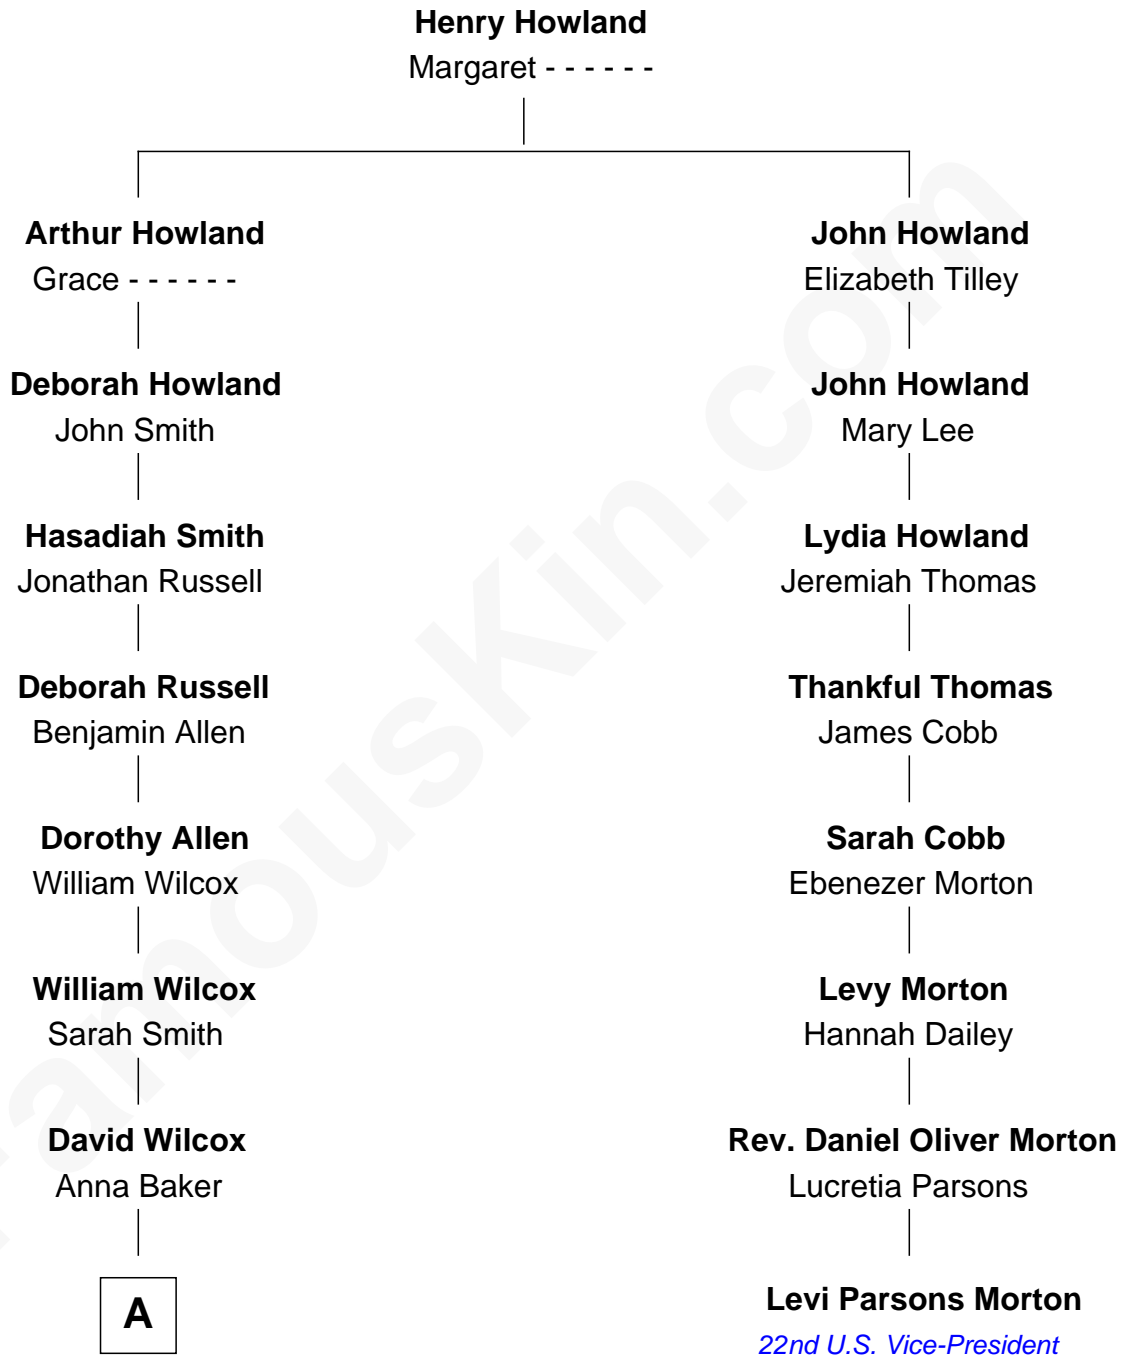 Henry Howland
Margaret - - - - - -
Arthur Howland
Grace - - - - - -
John Howland
Elizabeth Tilley
Deborah Howland
John Smith
John Howland
Mary Lee
Hasadiah Smith
Jonathan Russell
Lydia Howland
Jeremiah Thomas
Deborah Russell
Benjamin Allen
Thankful Thomas
James Cobb
Dorothy Allen
William Wilcox
Sarah Cobb
Ebenezer Morton
William Wilcox
Sarah Smith
Levy Morton
Hannah Dailey
David Wilcox
Anna Baker
Rev. Daniel Oliver Morton
Lucretia Parsons
A
Levi Parsons Morton
22nd U.S. Vice-President
FamousKin.com